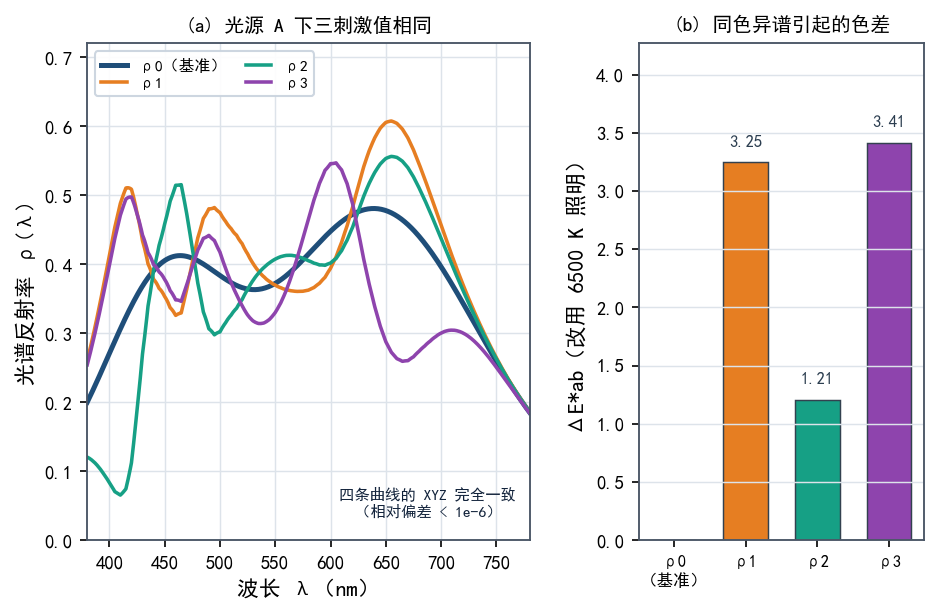 (a) 光源 A 下三刺激值相同
光谱反射率 ρ(λ)
0.7
0.6
0.5
0.4
0.3
0.2
0.1
0.0
ρ0（基准）
ρ1
ρ2
ρ3
四条曲线的 XYZ 完全一致
（相对偏差 < 1e-6）
400 450 500 550 600 650 700 750
波长 λ（nm）
(b) 同色异谱引起的色差
ΔE*ab（改用 6500 K 照明）
4.0
3.5
3.0
2.5
2.0
1.5
1.0
0.5
0.0
3.25
1.21
3.41
ρ0 ρ1 ρ2 ρ3
（基准）